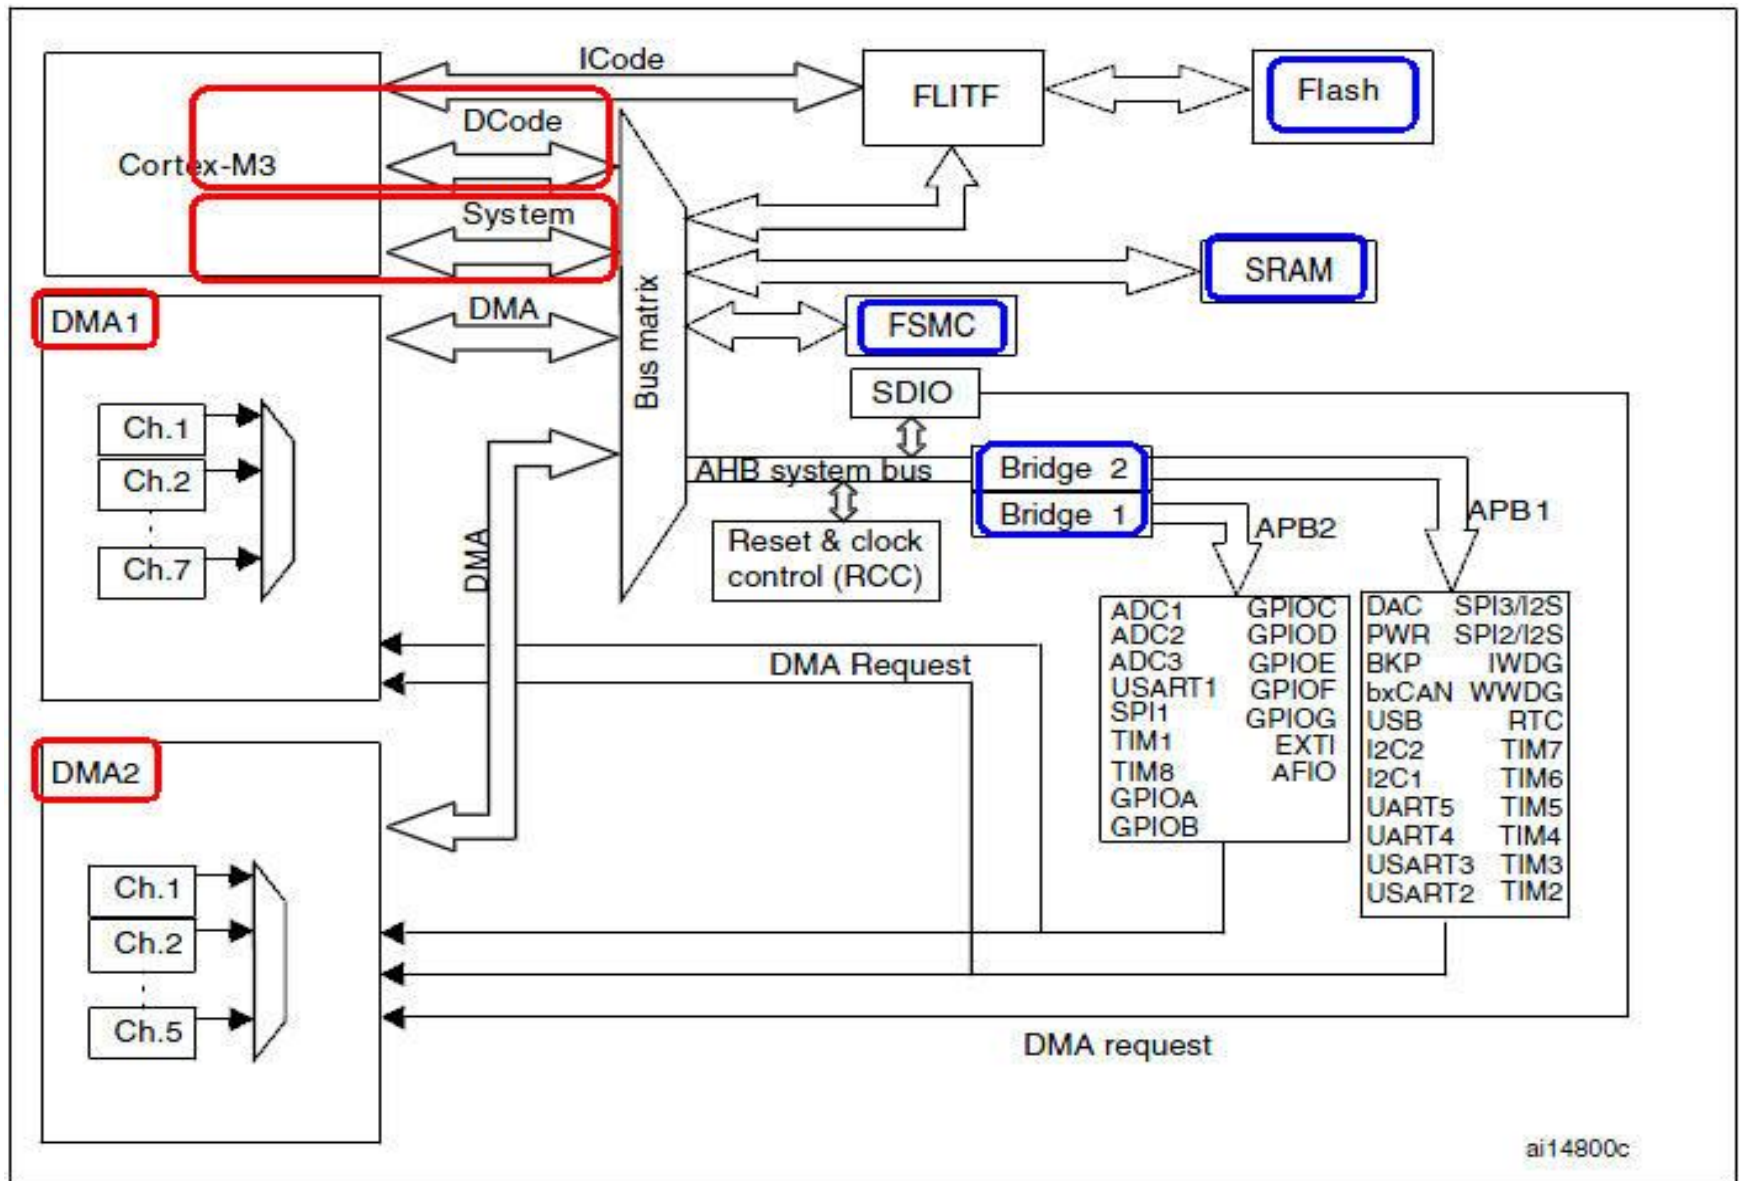 ICode
FLITF
Flash
DCode
Cortex-M3
System
SRAM
DMA1
DMA
Bus matrix
FSMC
SDIO
Ch.1
Ch.2
Ch.7
AHB system bus
Bridge 2
Bridge 1
APB2
APB1
Reset & clock
control (RCC)
DMA
DMA Request
ADC1 GPIOC
ADC2 GPIOD
ADC3 GPIOE
USART1 GPIOF
SPI1 GPIOG
TIM1 EXTI
TIM8 AFIO
GPIOA
GPIOB
DAC SPI3/I2S
PWR SPI2/I2S
BKP IWDG
bxCAN WWDG
USB RTC
I2C2 TIM7
I2C1 TIM6
UART5 TIM5
UART4 TIM4
USART3 TIM3
USART2 TIM2
DMA2
Ch.1
Ch.2
Ch.5
DMA request
ai14800c